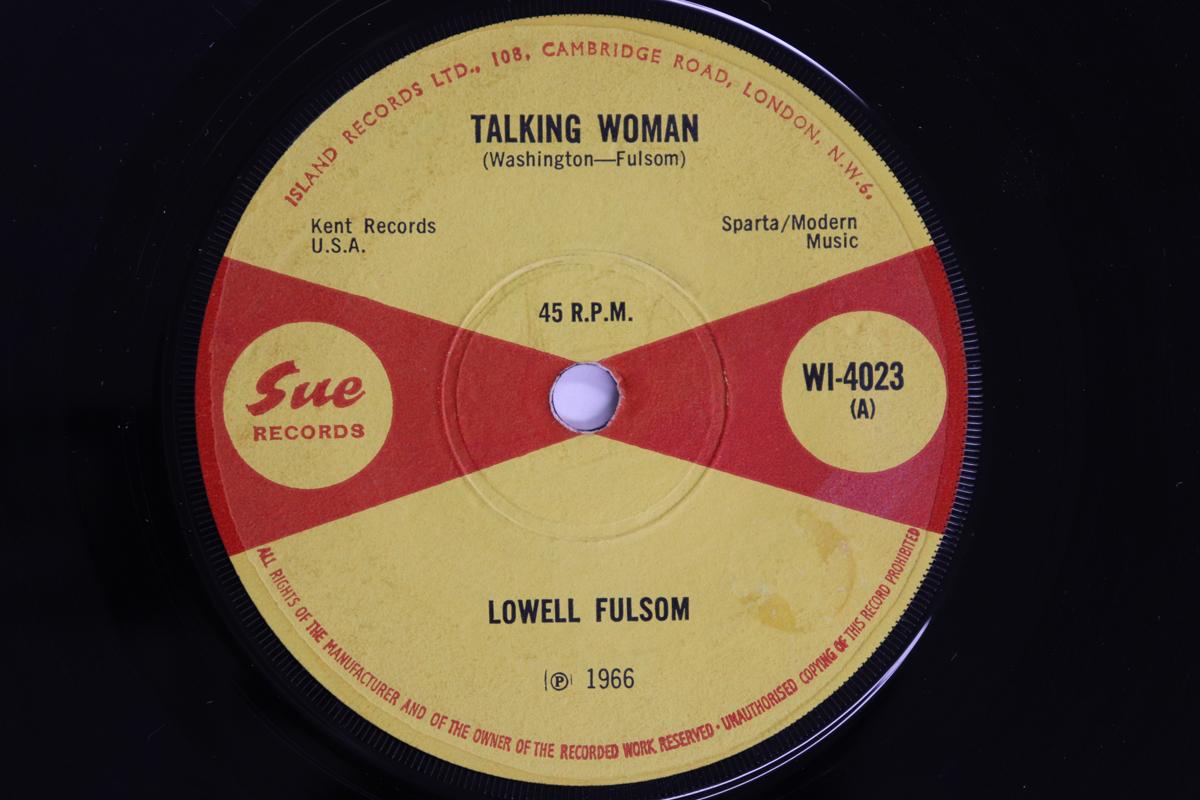 ISLAND RECORDS LTD., 108, CAMBRIDGE ROAD, LONDON, N.W.6.
TALKING WOMAN
(Washington—Fulsom)
Kent Records
U.S.A.
Sparta/Modern
Music
45 R.P.M.
Sue
RECORDS
WI-4023
(A)
LOWELL FULSOM
℗ 1966
ALL RIGHTS OF THE MANUFACTURER AND OF THE OWNER OF THE RECORDED WORK RESERVED · UNAUTHORISED COPYING OF THIS RECORD PROHIBITED